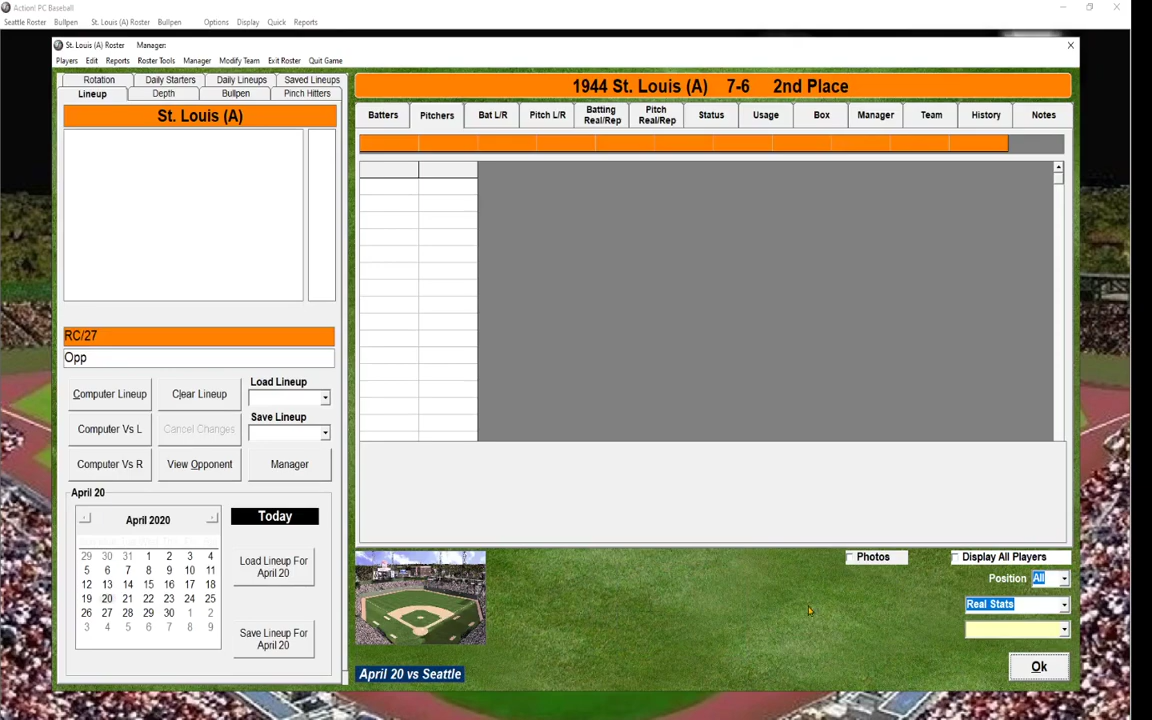 Action! PC Baseball
Seattle Roster Bullpen St. Louis (A) Roster Bullpen Options Display Quick Reports
St. Louis (A) Roster Manager:
Players Edit Reports Roster Tools Manager Modify Team Exit Roster Quit Game
Rotation Daily Starters Daily Lineups Saved Lineups
Lineup Depth Bullpen Pinch Hitters
St. Louis (A)
1944 St. Louis (A) 7-6 2nd Place
Batters Pitchers Bat L/R Pitch L/R Batting Real/Rep Pitch Real/Rep Status Usage Box Manager Team History Notes
RC/27
Opp
Computer Lineup Clear Lineup Load Lineup
Computer Vs L Cancel Changes Save Lineup
Computer Vs R View Opponent Manager
April 20
April 2020
29 30 31 1 2 3 4
5 6 7 8 9 10 11
12 13 14 15 16 17 18
19 20 21 22 23 24 25
26 27 28 29 30 1 2
3 4 5 6 7 8 9
Today
Load Lineup For
April 20
Save Lineup For
April 20
Photos Display All Players
Position All
Real Stats
Ok
April 20 vs Seattle